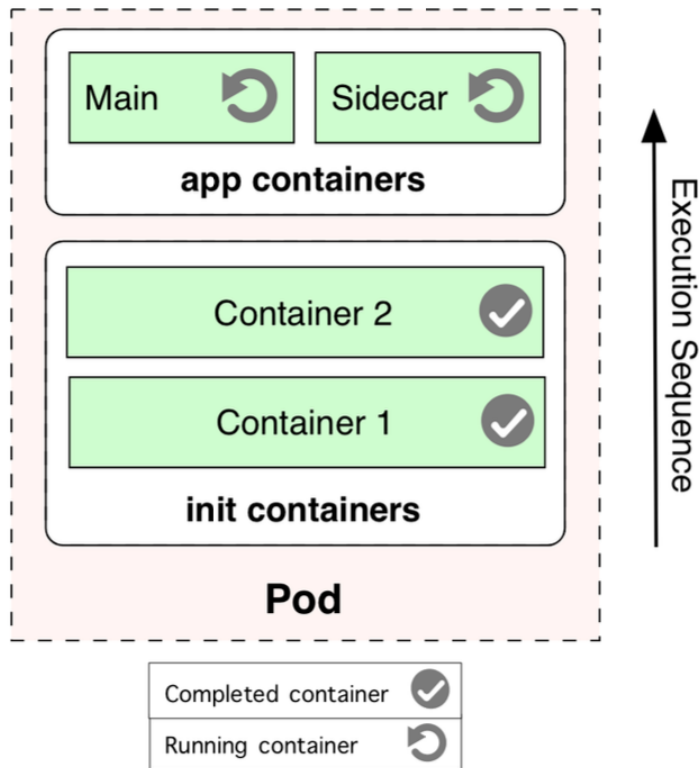 Main
Sidecar
app containers
Container 2
Container 1
init containers
Pod
Execution Sequence
Completed container
Running container